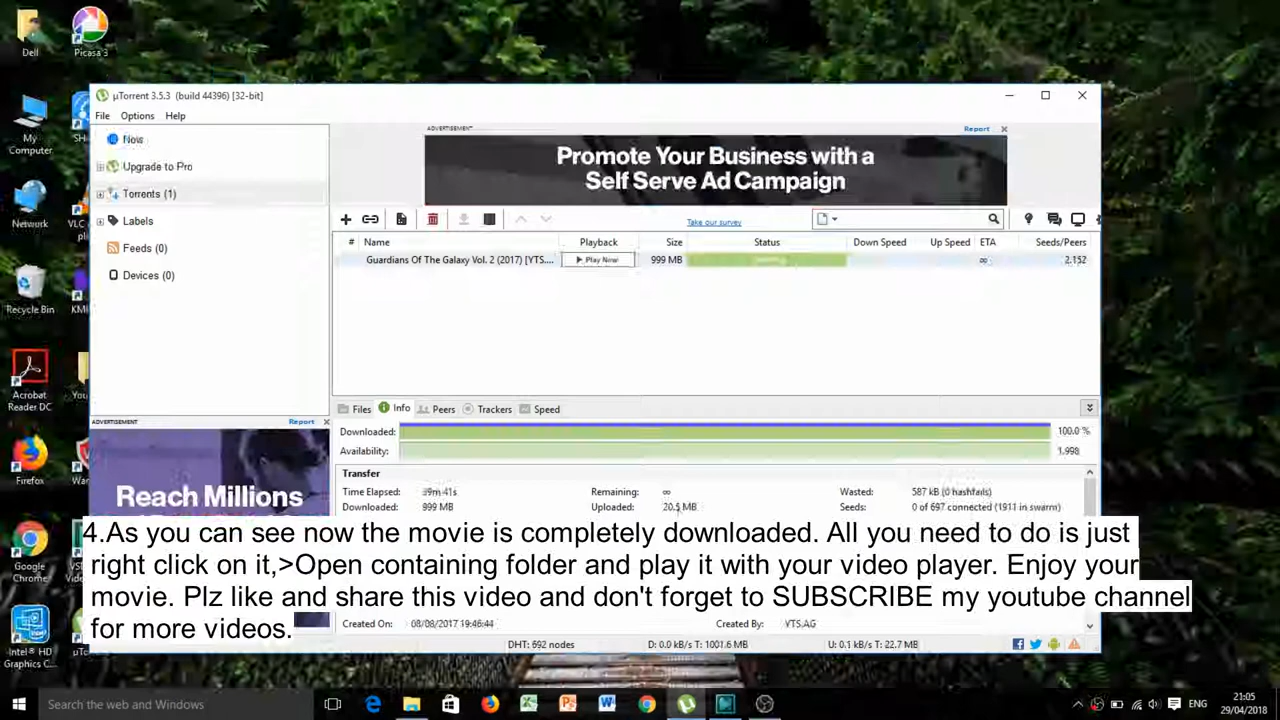 Dell
Picasa 3
My
Computer
Network
Recycle Bin
Acrobat
Reader DC
Firefox
Google
Chrome
Intel® HD
Graphics C...
µTorrent 3.5.3 (build 44396) [32-bit]
File Options Help
Now
Upgrade to Pro
Torrents (1)
Labels
Feeds (0)
Devices (0)
ADVERTISEMENT Report
Promote Your Business with a
Self Serve Ad Campaign
Take our survey
# Name Playback Size Status Down Speed Up Speed ETA Seeds/Peers
Guardians Of The Galaxy Vol. 2 (2017) [YTS.... Play Now 999 MB ∞ 2.152
Files Info Peers Trackers Speed
ADVERTISEMENT Report
Reach Millions
Downloaded: 100.0 %
Availability: 1.998
Transfer
Time Elapsed: 39m 41s Remaining: ∞ Wasted: 587 kB (0 hashfails)
Downloaded: 999 MB Uploaded: 20.5 MB Seeds: 0 of 697 connected (1911 in swarm)
4.As you can see now the movie is completely downloaded. All you need to do is just
right click on it,>Open containing folder and play it with your video player. Enjoy your
movie. Plz like and share this video and don't forget to SUBSCRIBE my youtube channel
for more videos.
Created On: 08/08/2017 19:46:44 Created By: YTS.AG
DHT: 692 nodes D: 0.0 kB/s T: 1001.6 MB U: 0.1 kB/s T: 22.7 MB
Search the web and Windows
ENG
21:05
29/04/2018